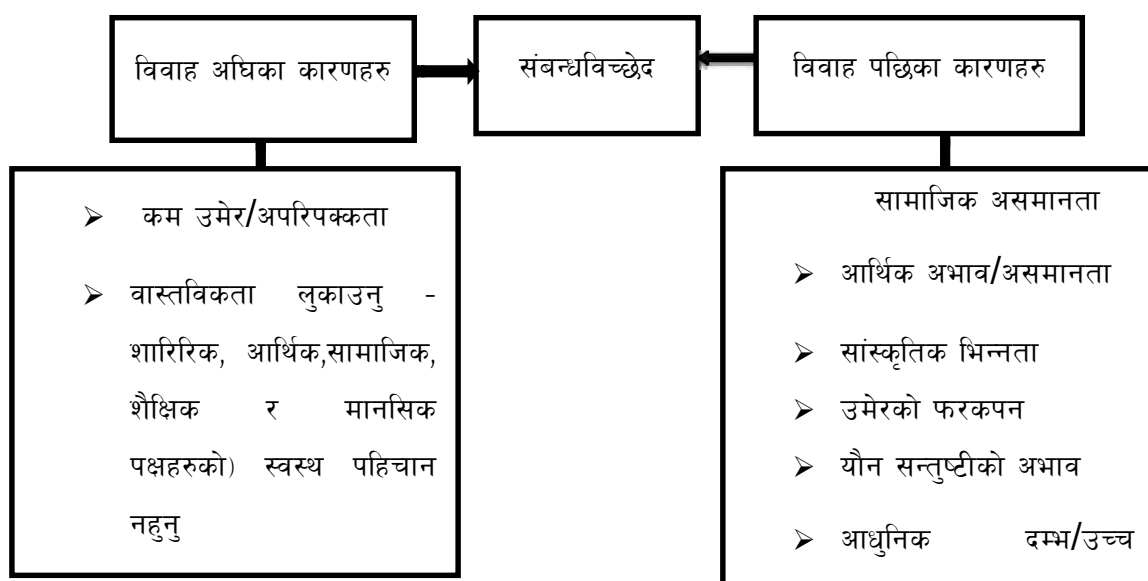 विवाह अघिका कारणहरु
संबन्धविच्छेद
विवाह पछिका कारणहरु
➢ कम उमेर/अपरिपक्कता
➢ वास्तविकता लुकाउनु -
शारिरिक, आर्थिक,सामाजिक,
शैक्षिक र मानसिक
पक्षहरुको) स्वस्थ पहिचान
नहुनु
सामाजिक असमानता
➢ आर्थिक अभाव/असमानता
➢ सांस्कृतिक भिन्नता
➢ उमेरको फरकपन
➢ यौन सन्तुष्टीको अभाव
➢ आधुनिक दम्भ/उच्च